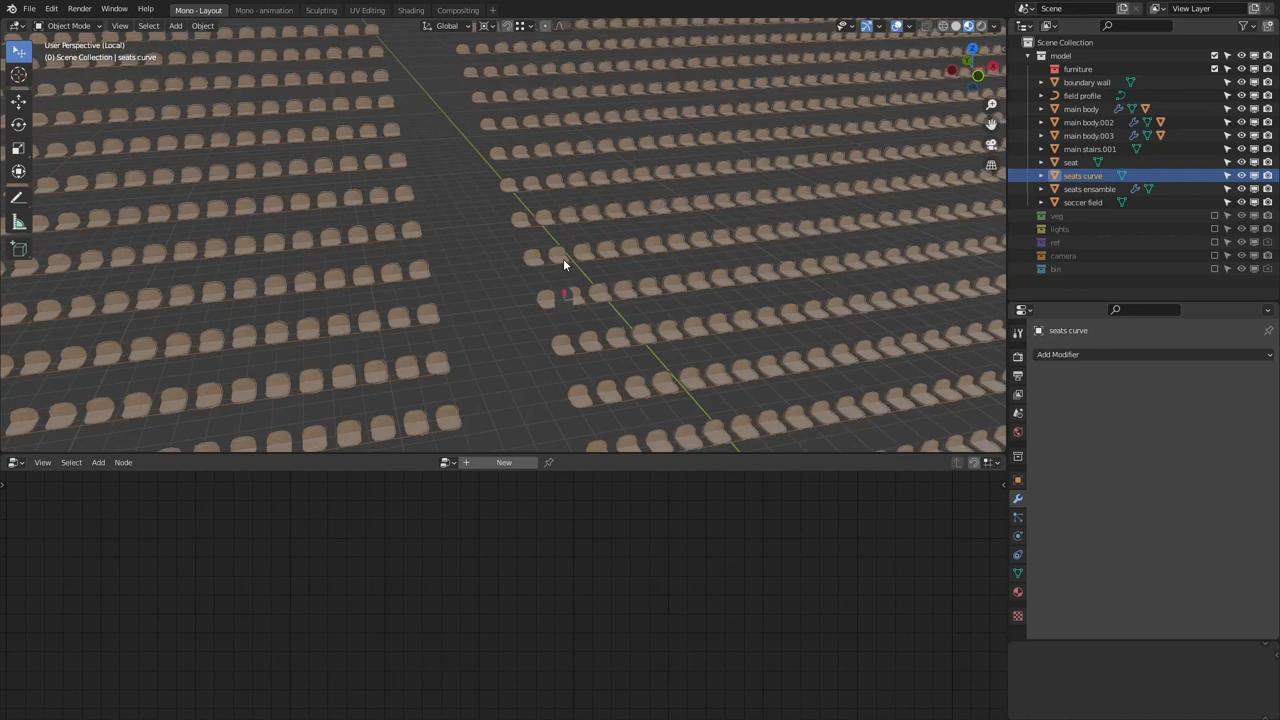 File Edit Render Window Help Mono - Layout Mono - animation Sculpting UV Editing Shading Compositing + Scene View Layer
Object Mode View Select Add Object Global
User Perspective (Local)
(0) Scene Collection | seats curve
Scene Collection
model
furniture
boundary wall
field profile
main body
main body.002
main body.003
main stairs.001
seat
seats curve
seats ensamble
soccer field
veg
lights
ref
camera
bin
seats curve
Add Modifier
View Select Add Node + New